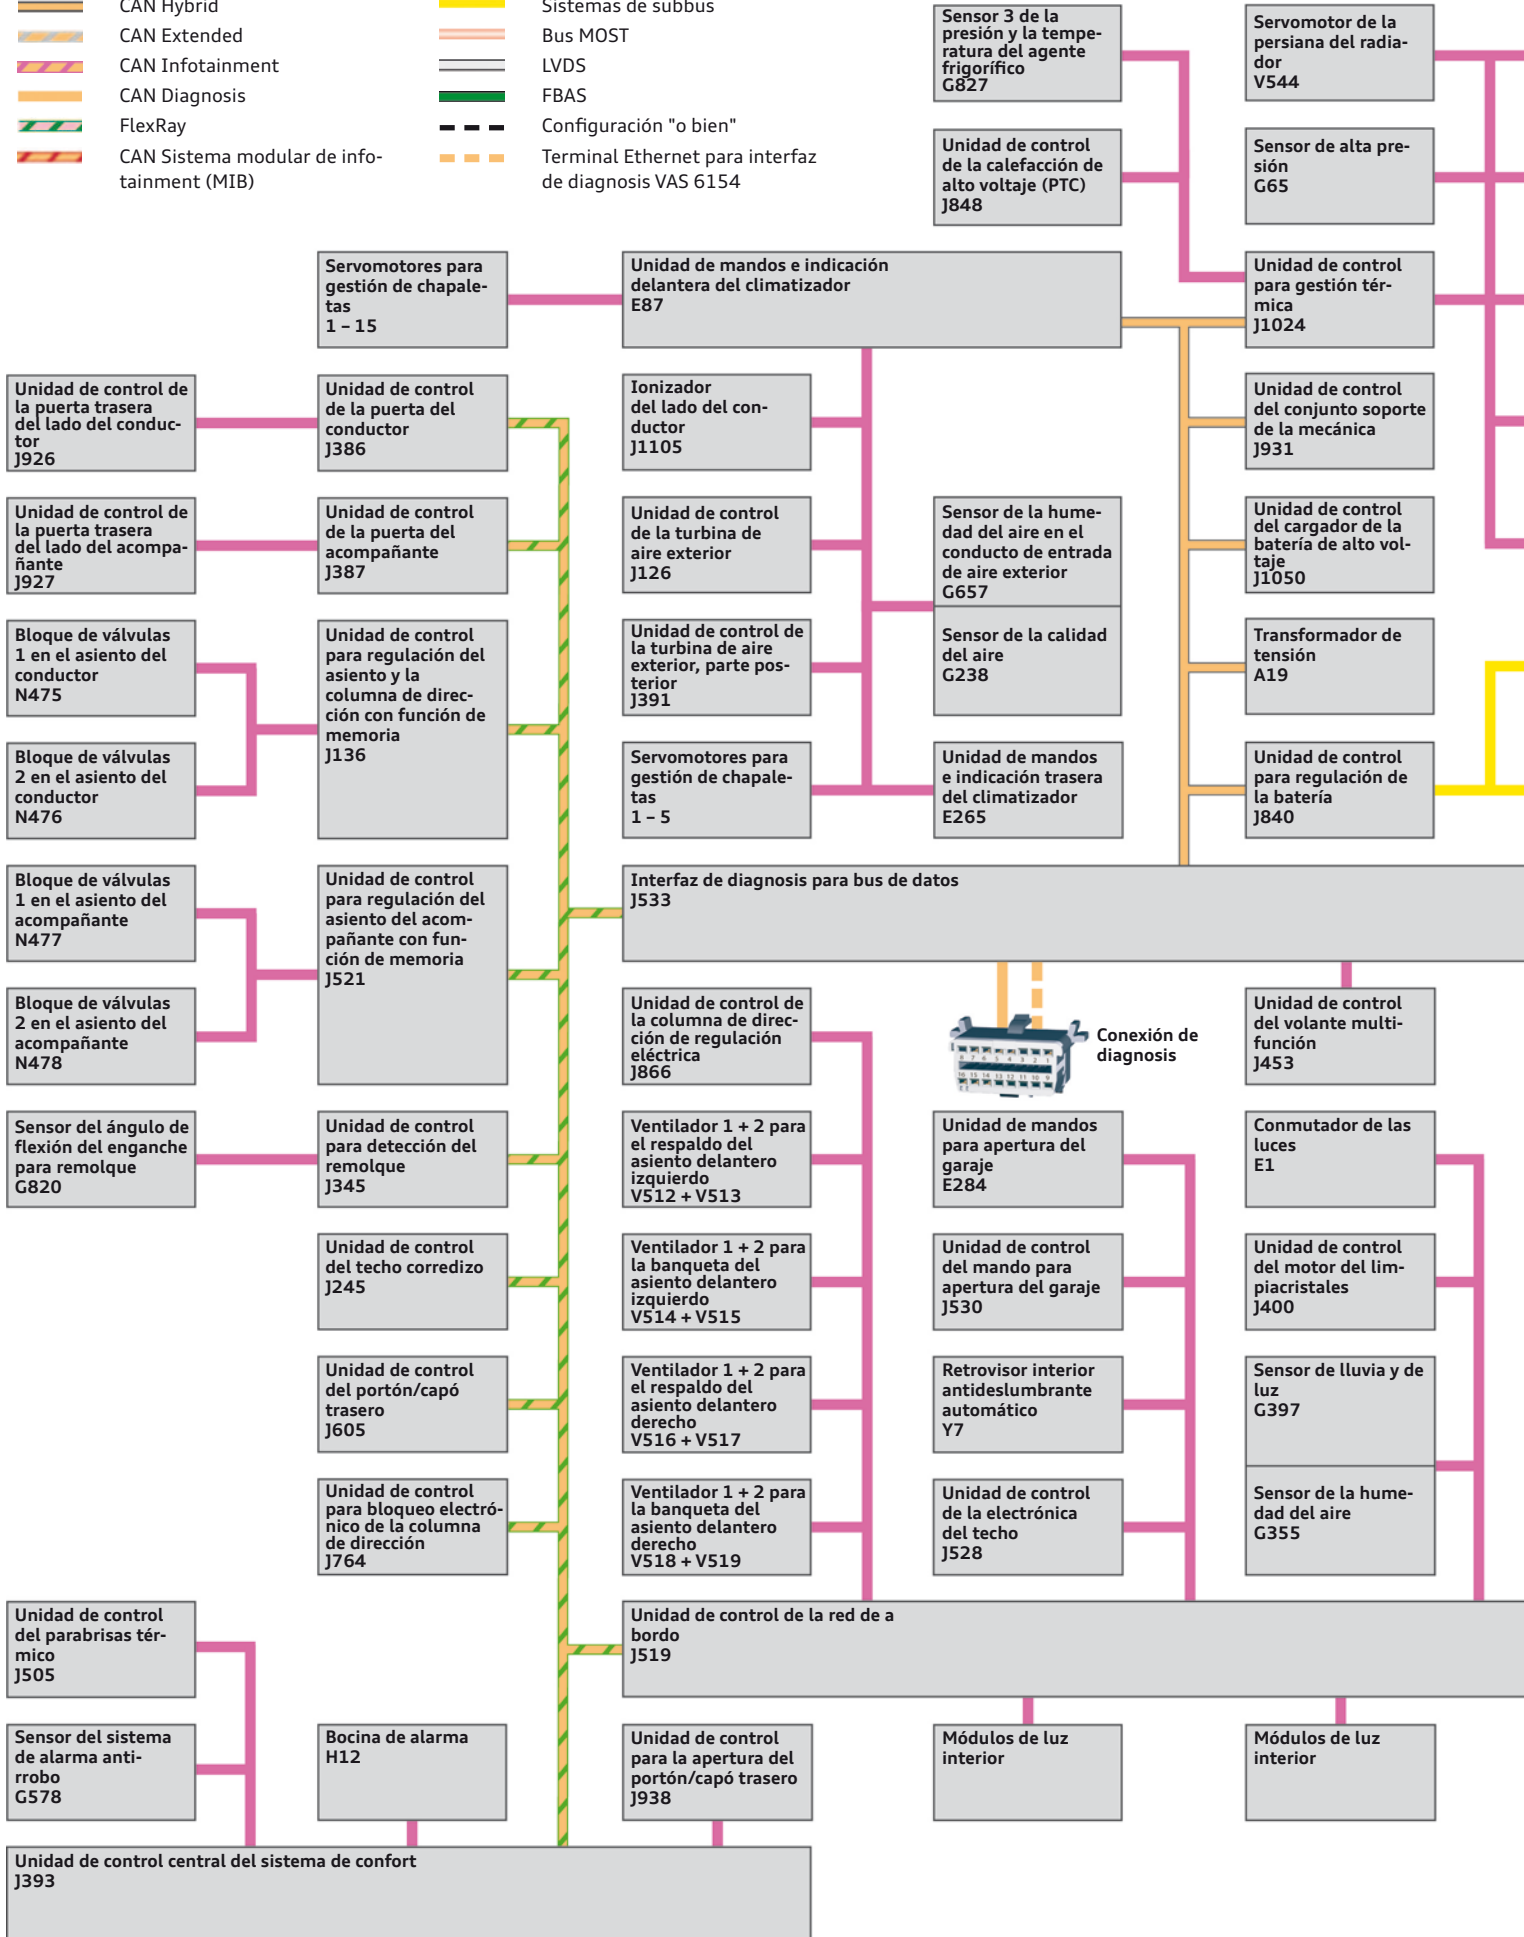 CAN Hybrid
CAN Extended
CAN Infotainment
CAN Diagnosis
FlexRay
CAN Sistema modular de info-
tainment (MIB)
Sistemas de subbus
Bus MOST
LVDS
FBAS
Configuración "o bien"
Terminal Ethernet para interfaz
de diagnosis VAS 6154
Sensor 3 de la
presión y la tempe-
ratura del agente
frigorífico
G827
Servomotor de la
persiana del radia-
dor
V544
Unidad de control
de la calefacción de
alto voltaje (PTC)
J848
Sensor de alta pre-
sión
G65
Servomotores para
gestión de chapale-
tas
1 – 15
Unidad de mandos e indicación
delantera del climatizador
E87
Unidad de control
para gestión tér-
mica
J1024
Unidad de control de
la puerta trasera
del lado del conduc-
tor
J926
Unidad de control
de la puerta del
conductor
J386
Ionizador
del lado del con-
ductor
J1105
Unidad de control
del conjunto soporte
de la mecánica
J931
Unidad de control de
la puerta trasera
del lado del acompa-
ñante
J927
Unidad de control
de la puerta del
acompañante
J387
Unidad de control
de la turbina de
aire exterior
J126
Sensor de la hume-
dad del aire en el
conducto de entrada
de aire exterior
G657
Unidad de control
del cargador de la
batería de alto vol-
taje
J1050
Bloque de válvulas
1 en el asiento del
conductor
N475
Unidad de control
para regulación del
asiento y la
columna de direc-
ción con función de
memoria
J136
Unidad de control de
la turbina de aire
exterior, parte pos-
terior
J391
Sensor de la calidad
del aire
G238
Transformador de
tensión
A19
Bloque de válvulas
2 en el asiento del
conductor
N476
Servomotores para
gestión de chapale-
tas
1 – 5
Unidad de mandos
e indicación trasera
del climatizador
E265
Unidad de control
para regulación de
la batería
J840
Bloque de válvulas
1 en el asiento del
acompañante
N477
Unidad de control
para regulación del
asiento del acom-
pañante con fun-
ción de memoria
J521
Interfaz de diagnosis para bus de datos
J533
Bloque de válvulas
2 en el asiento del
acompañante
N478
Unidad de control de
la columna de direc-
ción de regulación
eléctrica
J866
8 7 6 5 4 3 2 1
16 15 14 13 12 11 10 9
Conexión de
diagnosis
Unidad de control
del volante multi-
función
J453
Sensor del ángulo de
flexión del enganche
para remolque
G820
Unidad de control
para detección del
remolque
J345
Ventilador 1 + 2 para
el respaldo del
asiento delantero
izquierdo
V512 + V513
Unidad de mandos
para apertura del
garaje
E284
Conmutador de las
luces
E1
Unidad de control
del techo corredizo
J245
Ventilador 1 + 2 para
la banqueta del
asiento delantero
izquierdo
V514 + V515
Unidad de control
del mando para
apertura del garaje
J530
Unidad de control
del motor del lim-
piacristales
J400
Unidad de control
del portón/capó
trasero
J605
Ventilador 1 + 2 para
el respaldo del
asiento delantero
derecho
V516 + V517
Retrovisor interior
antideslumbrante
automático
Y7
Sensor de lluvia y de
luz
G397
Unidad de control
para bloqueo electró-
nico de la columna
de dirección
J764
Ventilador 1 + 2 para
la banqueta del
asiento delantero
derecho
V518 + V519
Unidad de control
de la electrónica
del techo
J528
Sensor de la hume-
dad del aire
G355
Unidad de control
del parabrisas tér-
mico
J505
Unidad de control de la red de a
bordo
J519
Sensor del sistema
de alarma anti-
rrobo
G578
Bocina de alarma
H12
Unidad de control
para la apertura del
portón/capó trasero
J938
Módulos de luz
interior
Módulos de luz
interior
Unidad de control central del sistema de confort
J393